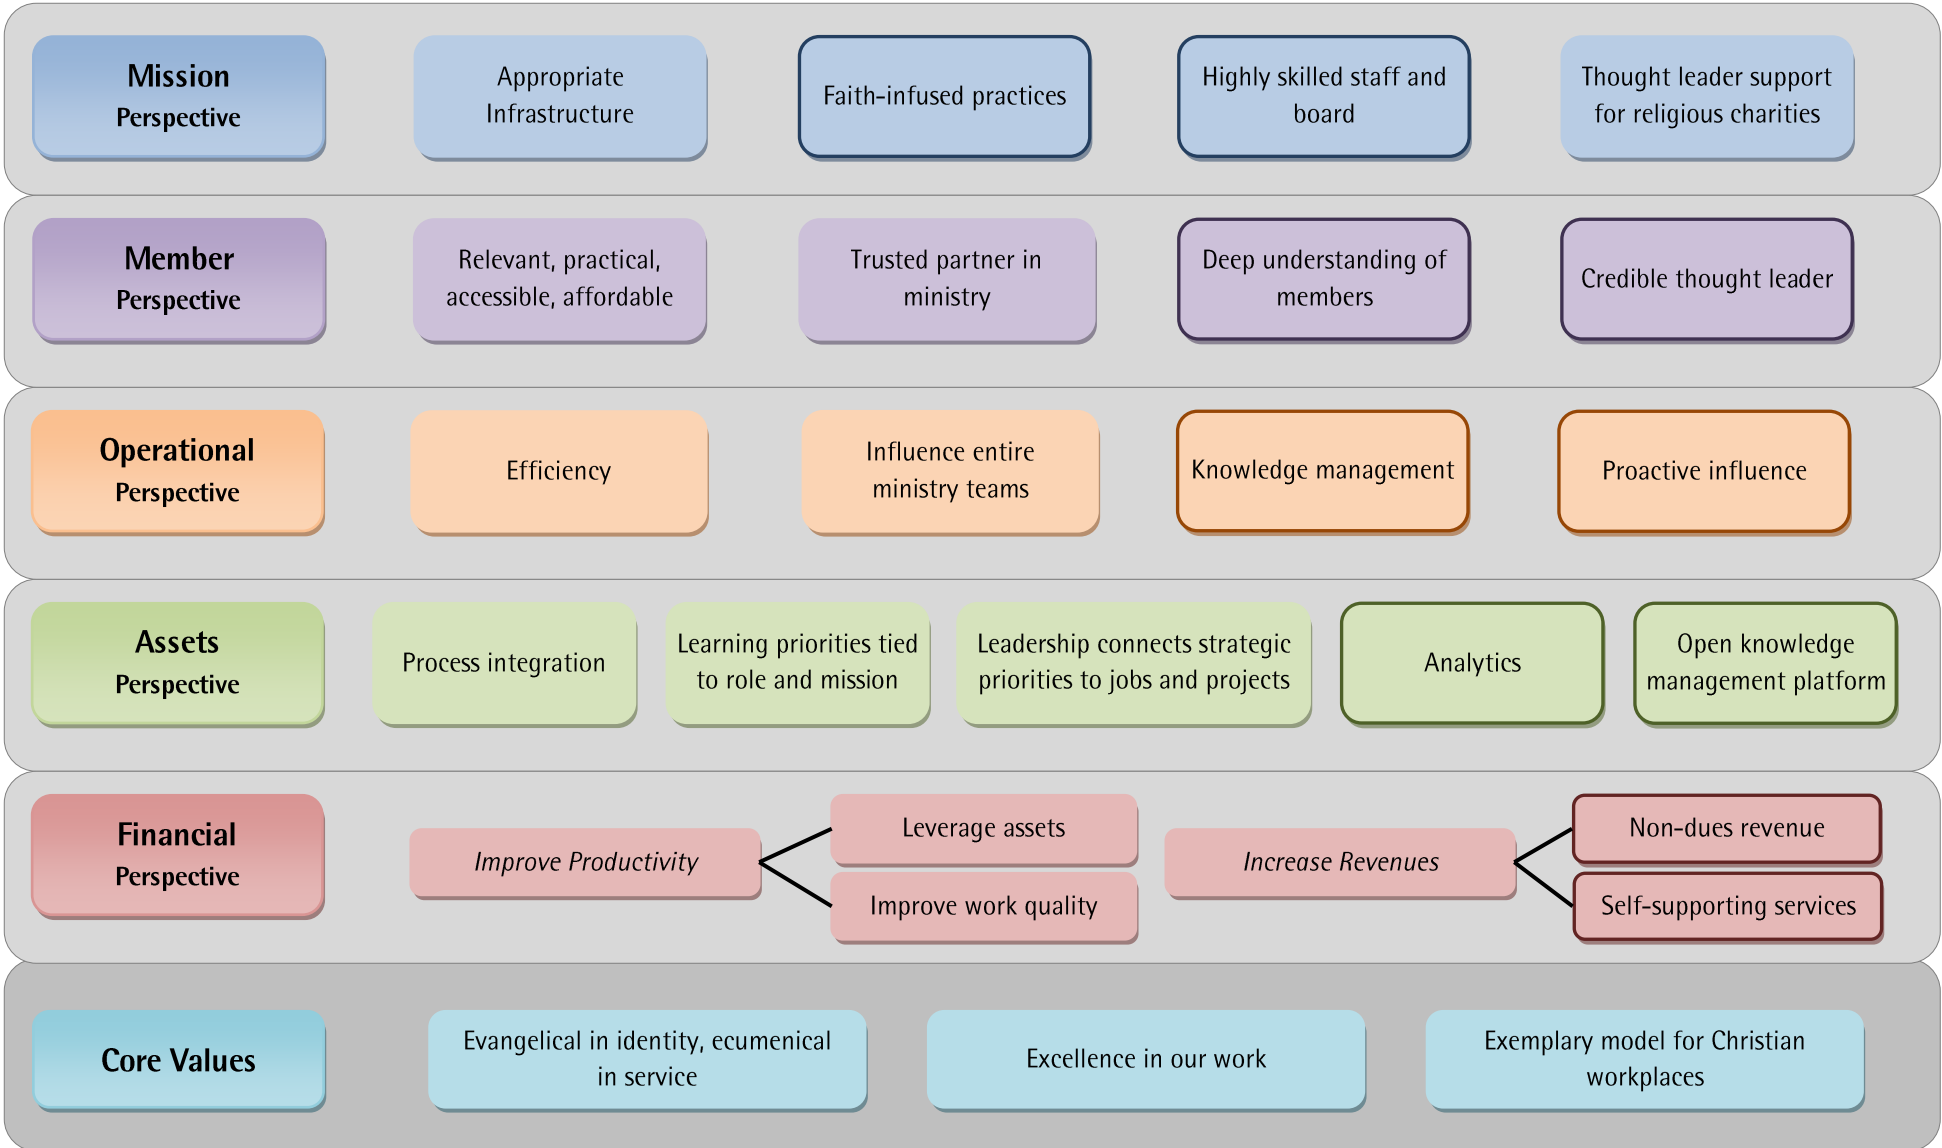 Mission
Perspective
Appropriate
Infrastructure
Faith-infused practices
Highly skilled staff and
board
Thought leader support
for religious charities
Member
Perspective
Relevant, practical,
accessible, affordable
Trusted partner in
ministry
Deep understanding of
members
Credible thought leader
Operational
Perspective
Efficiency
Influence entire
ministry teams
Knowledge management
Proactive influence
Assets
Perspective
Process integration
Learning priorities tied
to role and mission
Leadership connects strategic
priorities to jobs and projects
Analytics
Open knowledge
management platform
Financial
Perspective
Improve Productivity
Leverage assets
Improve work quality
Increase Revenues
Non-dues revenue
Self-supporting services
Core Values
Evangelical in identity, ecumenical
in service
Excellence in our work
Exemplary model for Christian
workplaces